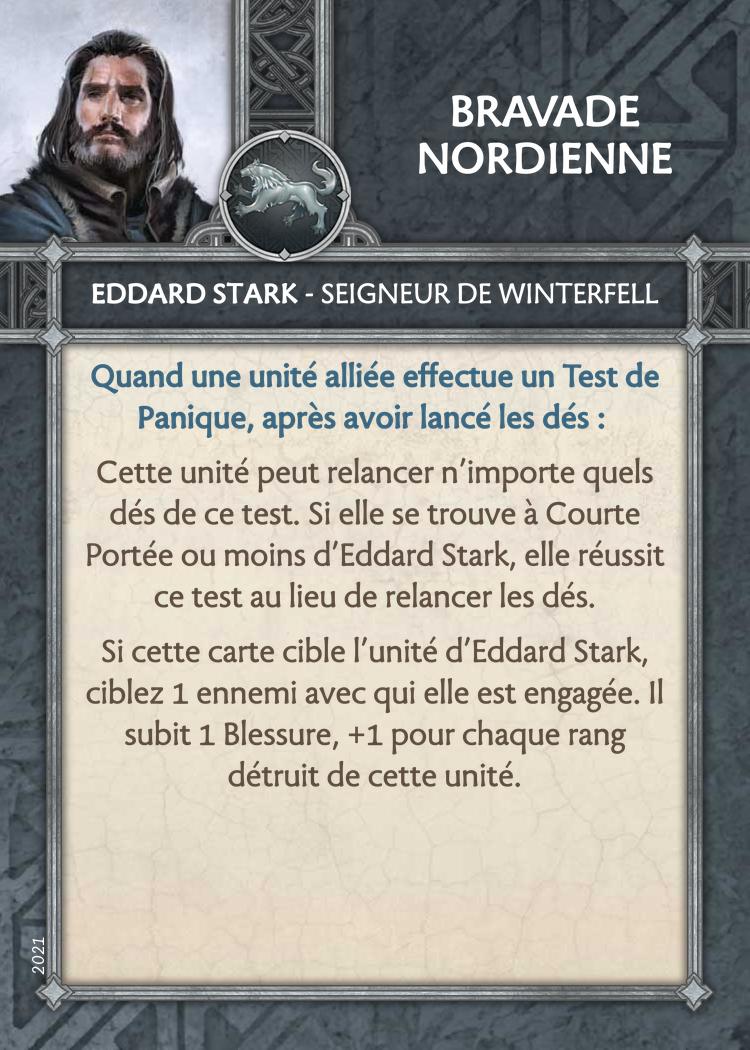 BRAVADE
NORDIENNE
EDDARD STARK - SEIGNEUR DE WINTERFELL
Quand une unité alliée effectue un Test de
Panique, après avoir lancé les dés :
Cette unité peut relancer n’importe quels
dés de ce test. Si elle se trouve à Courte
Portée ou moins d’Eddard Stark, elle réussit
ce test au lieu de relancer les dés.
Si cette carte cible l’unité d’Eddard Stark,
ciblez 1 ennemi avec qui elle est engagée. Il
subit 1 Blessure, +1 pour chaque rang
détruit de cette unité.
2021